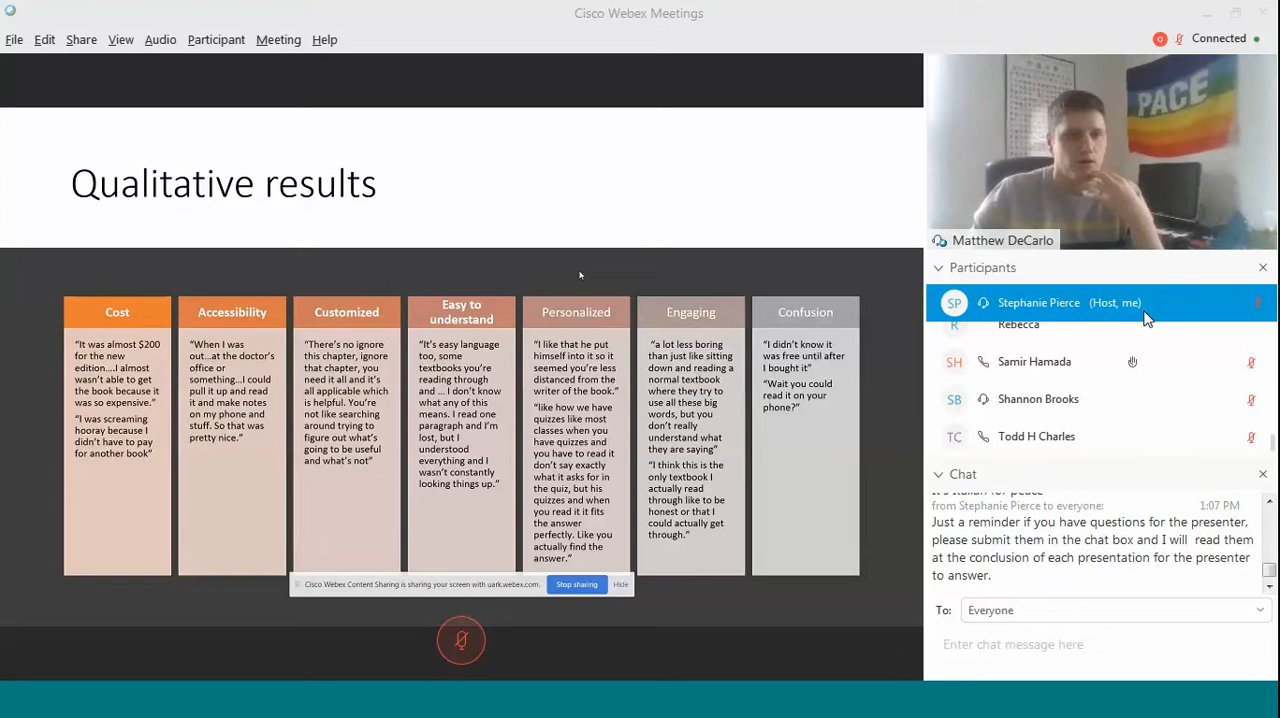 Cisco Webex Meetings
File Edit Share View Audio Participant Meeting Help
Connected
Qualitative results
Cost
"It was almost $200
for the new
edition....I almost
wasn't able to get
the book because it
was so expensive."
"I was screaming
hooray because I
didn't have to pay
for another book"
Accessibility
"When I was
out...at the doctor's
office or
something...I could
pull it up and read
it and make notes
on my phone and
stuff. So that was
pretty nice."
Customized
"There's no ignore
this chapter, ignore
that chapter, you
need it all and it's
all applicable which
is helpful. You're
not like searching
around trying to
figure out what's
going to be useful
and what's not"
Easy to
understand
"It's easy language
too, some
textbooks you're
reading through
and ... I don't know
what any of this
means. I read one
paragraph and I'm
lost, but I
understood
everything and I
wasn't constantly
looking things up."
Personalized
"I like that he put
himself into it so it
seemed you're less
distanced from the
writer of the book."
"like how we have
quizzes like most
classes when you
have quizzes and
you have to read it
don't say exactly
what it asks for in
the quiz, but his
quizzes and when
you read it it fits
the answer
perfectly. Like you
actually find the
answer."
Engaging
"a lot less boring
than just like sitting
down and reading a
normal textbook
where they try to
use all these big
words, but you
don't really
understand what
they are saying"
"I think this is the
only textbook I
actually read
through like to be
honest or that I
could actually get
through."
Confusion
"I didn't know it
was free until after
I bought it"
"Wait you could
read it on your
phone?"
Cisco Webex Content Sharing is sharing your screen with uark.webex.com.
Stop sharing
Hide
PACE
Matthew DeCarlo
Participants
SP Stephanie Pierce (Host, me)
R Rebecca
SH Samir Hamada
SB Shannon Brooks
TC Todd H Charles
Chat
It's Italian for peace
from Stephanie Pierce to everyone: 1:07 PM
Just a reminder if you have questions for the presenter,
please submit them in the chat box and I will read them
at the conclusion of each presentation for the presenter
to answer.
To: Everyone
Enter chat message here